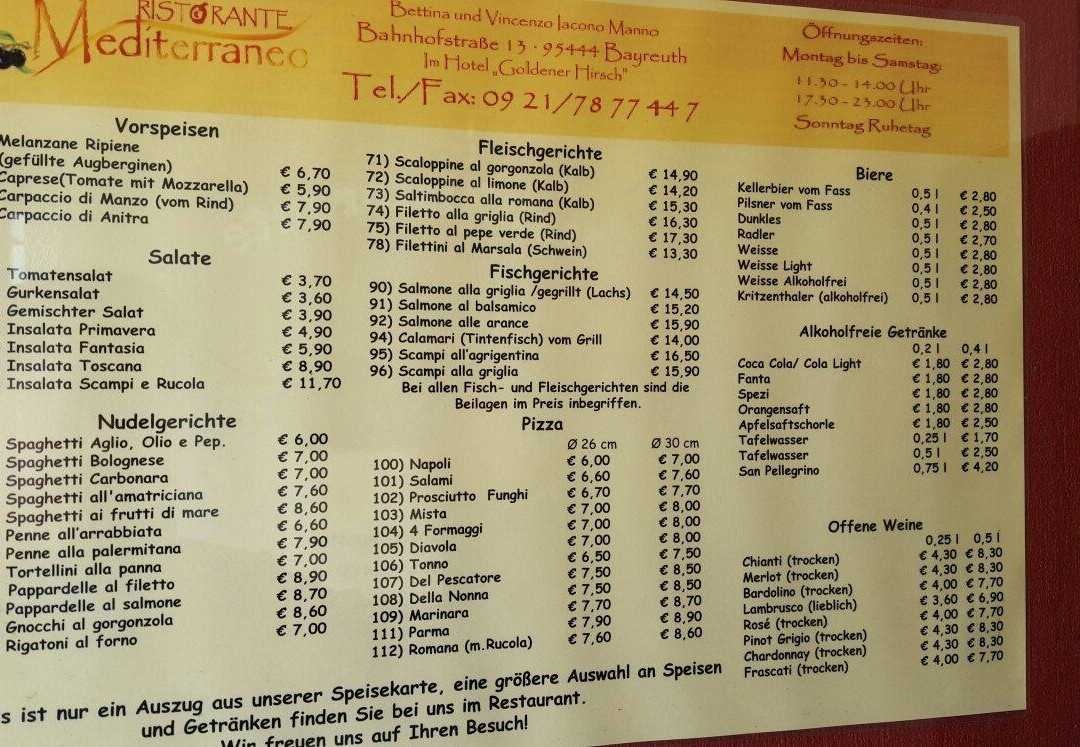 RISTORANTE
Mediterraneo
Bettina und Vincenzo Iacono Manno
Bahnhofstraße 13 · 95444 Bayreuth
Im Hotel „Goldener Hirsch"
Tel./Fax: 09 21/78 77 44 7
Öffnungszeiten:
Montag bis Samstag:
11.30 - 14.00 Uhr
17.30 - 23.00 Uhr
Sonntag Ruhetag
Vorspeisen
Melanzane Ripiene
(gefüllte Augberginen) € 6,70
Caprese(Tomate mit Mozzarella) € 5,90
Carpaccio di Manzo (vom Rind) € 7,90
Carpaccio di Anitra € 7,90
Salate
Tomatensalat € 3,70
Gurkensalat € 3,60
Gemischter Salat € 3,90
Insalata Primavera € 4,90
Insalata Fantasia € 5,90
Insalata Toscana € 8,90
Insalata Scampi e Rucola € 11,70
Nudelgerichte
Spaghetti Aglio, Olio e Pep. € 6,00
Spaghetti Bolognese € 7,00
Spaghetti Carbonara € 7,00
Spaghetti all'amatriciana € 7,60
Spaghetti ai frutti di mare € 8,60
Penne all'arrabbiata € 6,60
Penne alla palermitana € 7,90
Tortellini alla panna € 7,00
Pappardelle al filetto € 8,90
Pappardelle al salmone € 8,70
Gnocchi al gorgonzola € 8,60
Rigatoni al forno € 7,00
Fleischgerichte
71) Scaloppine al gorgonzola (Kalb) € 14,90
72) Scaloppine al limone (Kalb) € 14,20
73) Saltimbocca alla romana (Kalb) € 15,30
74) Filetto alla griglia (Rind) € 16,30
75) Filetto al pepe verde (Rind) € 17,30
78) Filettini al Marsala (Schwein) € 13,30
Fischgerichte
90) Salmone alla griglia /gegrillt (Lachs) € 14,50
91) Salmone al balsamico € 15,20
92) Salmone alle arance € 15,90
94) Calamari (Tintenfisch) vom Grill € 14,00
95) Scampi all'agrigentina € 16,50
96) Scampi alla griglia € 15,90
Bei allen Fisch- und Fleischgerichten sind die
Beilagen im Preis inbegriffen.
Pizza
Ø 26 cm Ø 30 cm
100) Napoli € 6,00 € 7,00
101) Salami € 6,60 € 7,60
102) Prosciutto Funghi € 6,70 € 7,70
103) Mista € 7,00 € 8,00
104) 4 Formaggi € 7,00 € 8,00
105) Diavola € 7,00 € 8,00
106) Tonno € 6,50 € 7,50
107) Del Pescatore € 7,50 € 8,50
108) Della Nonna € 7,50 € 8,50
109) Marinara € 7,70 € 8,70
111) Parma € 7,90 € 8,90
112) Romana (m.Rucola) € 7,60 € 8,60
Biere
Kellerbier vom Fass 0,5 l € 2,80
Pilsner vom Fass 0,4 l € 2,50
Dunkles 0,5 l € 2,80
Radler 0,5 l € 2,70
Weisse 0,5 l € 2,80
Weisse Light 0,5 l € 2,80
Weisse Alkoholfrei 0,5 l € 2,80
Kritzenthaler (alkoholfrei) 0,5 l € 2,80
Alkoholfreie Getränke
0,2 l 0,4 l
Coca Cola/ Cola Light € 1,80 € 2,80
Fanta € 1,80 € 2,80
Spezi € 1,80 € 2,80
Orangensaft € 1,80 € 2,80
Apfelsaftschorle € 1,80 € 2,50
Tafelwasser 0,25 l € 1,70
Tafelwasser 0,5 l € 2,50
San Pellegrino 0,75 l € 4,20
Offene Weine
0,25 l 0,5 l
Chianti (trocken) € 4,30 € 8,30
Merlot (trocken) € 4,30 € 8,30
Bardolino (trocken) € 4,00 € 7,70
Lambrusco (lieblich) € 3,60 € 6,90
Rosé (trocken) € 4,00 € 7,70
Pinot Grigio (trocken) € 4,30 € 8,30
Chardonnay (trocken) € 4,30 € 8,30
Frascati (trocken) € 4,00 € 7,70
s ist nur ein Auszug aus unserer Speisekarte, eine größere Auswahl an Speisen
und Getränken finden Sie bei uns im Restaurant.
Wir freuen uns auf Ihren Besuch!